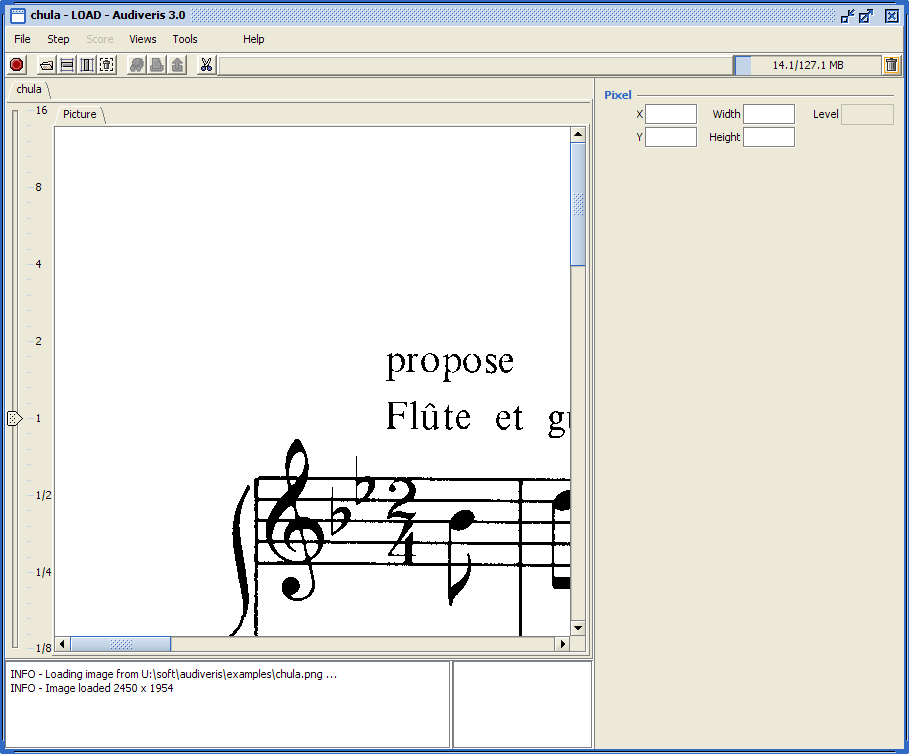 chula - LOAD - Audiveris 3.0
File Step Score Views Tools Help
14.1/127.1 MB
chula
Picture
16
8
4
2
1
1/2
1/4
1/8
propose
Flûte et
2
4
Pixel
X Width Level
Y Height
INFO - Loading image from U:\soft\audiveris\examples\chula.png ...
INFO - Image loaded 2450 x 1954